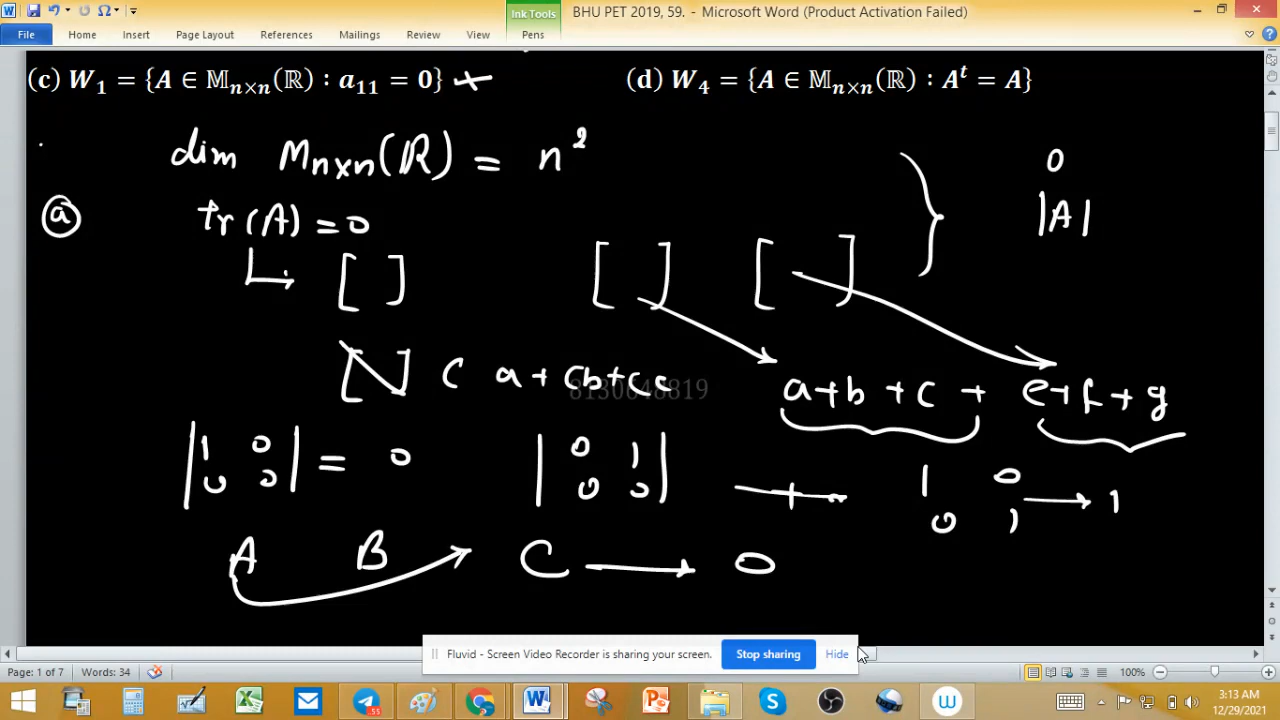 Ink Tools
BHU PET 2019, 59. - Microsoft Word (Product Activation Failed)
File Home Insert Page Layout References Mailings Review View Pens
(c) W₁ = {A ∈ 𝕄ₙₓₙ(ℝ) : a₁₁ = 0}
(d) W₄ = {A ∈ 𝕄ₙₓₙ(ℝ) : Aᵗ = A}
dim Mₙₓₙ(ℝ) = n²
0
(a) tr(A) = 0
|A|
[ ] [ ] [ ]
[ ] C a + cb + cc
a + b + c + e + f + g
8130648819
|1 0| = 0 |0 1| + 1 0 → 1
|0 0| |0 0| 0 1
A B C → 0
Fluvid - Screen Video Recorder is sharing your screen. Stop sharing Hide
Page: 1 of 7 Words: 34 100%
3:13 AM
12/29/2021